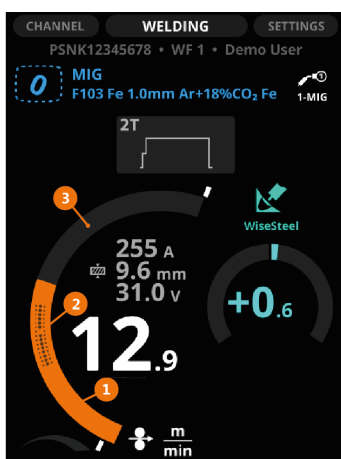 CHANNEL WELDING SETTINGS
PSNK12345678 • WF 1 • Demo User
0 MIG
F103 Fe 1.0mm Ar+18%CO₂ Fe
1
1-MIG
2T
3
WiseSteel
255 A
9.6 mm
31.0 V
+0.6
2
12.9
1
m
min